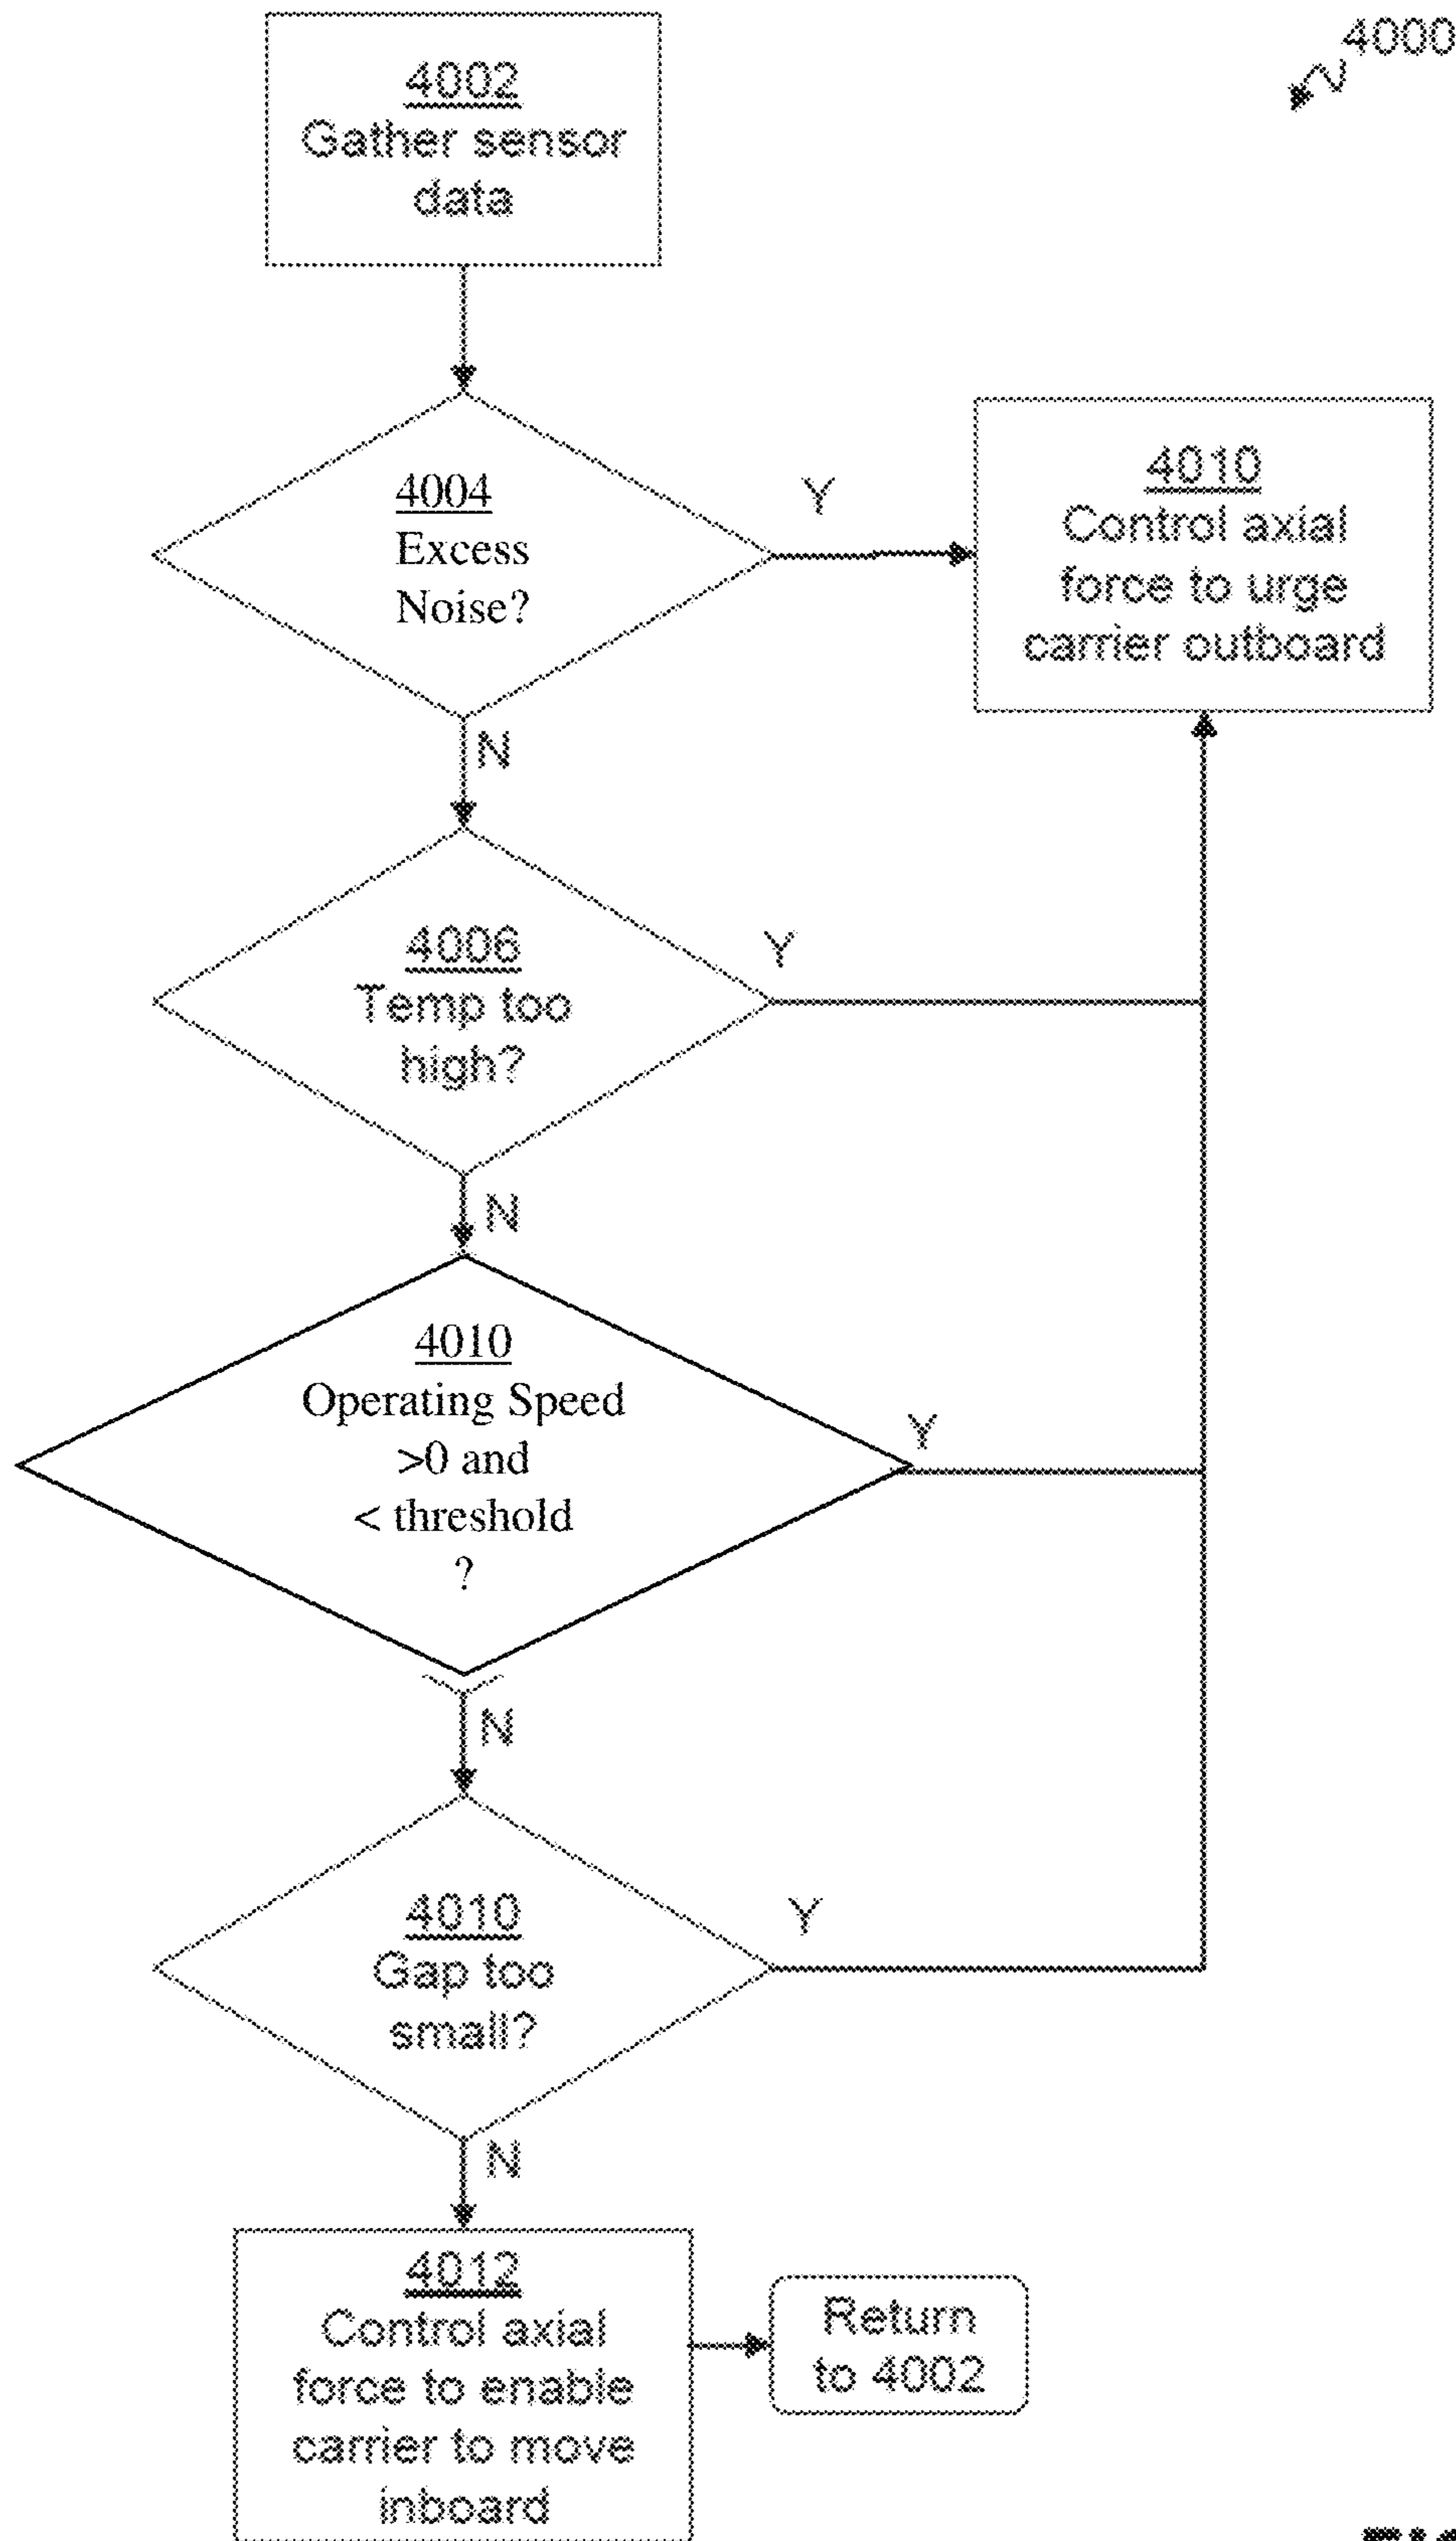 4000
4002
Gather sensor
data
4004
Excess
Noise?
Y
4010
Control axial
force to urge
carrier outboard
N
4006
Temp too
high?
Y
N
4010
Operating Speed
>0 and
< threshold
?
Y
N
4010
Gap too
small?
Y
N
4012
Control axial
force to enable
carrier to move
inboard
Return
to 4002